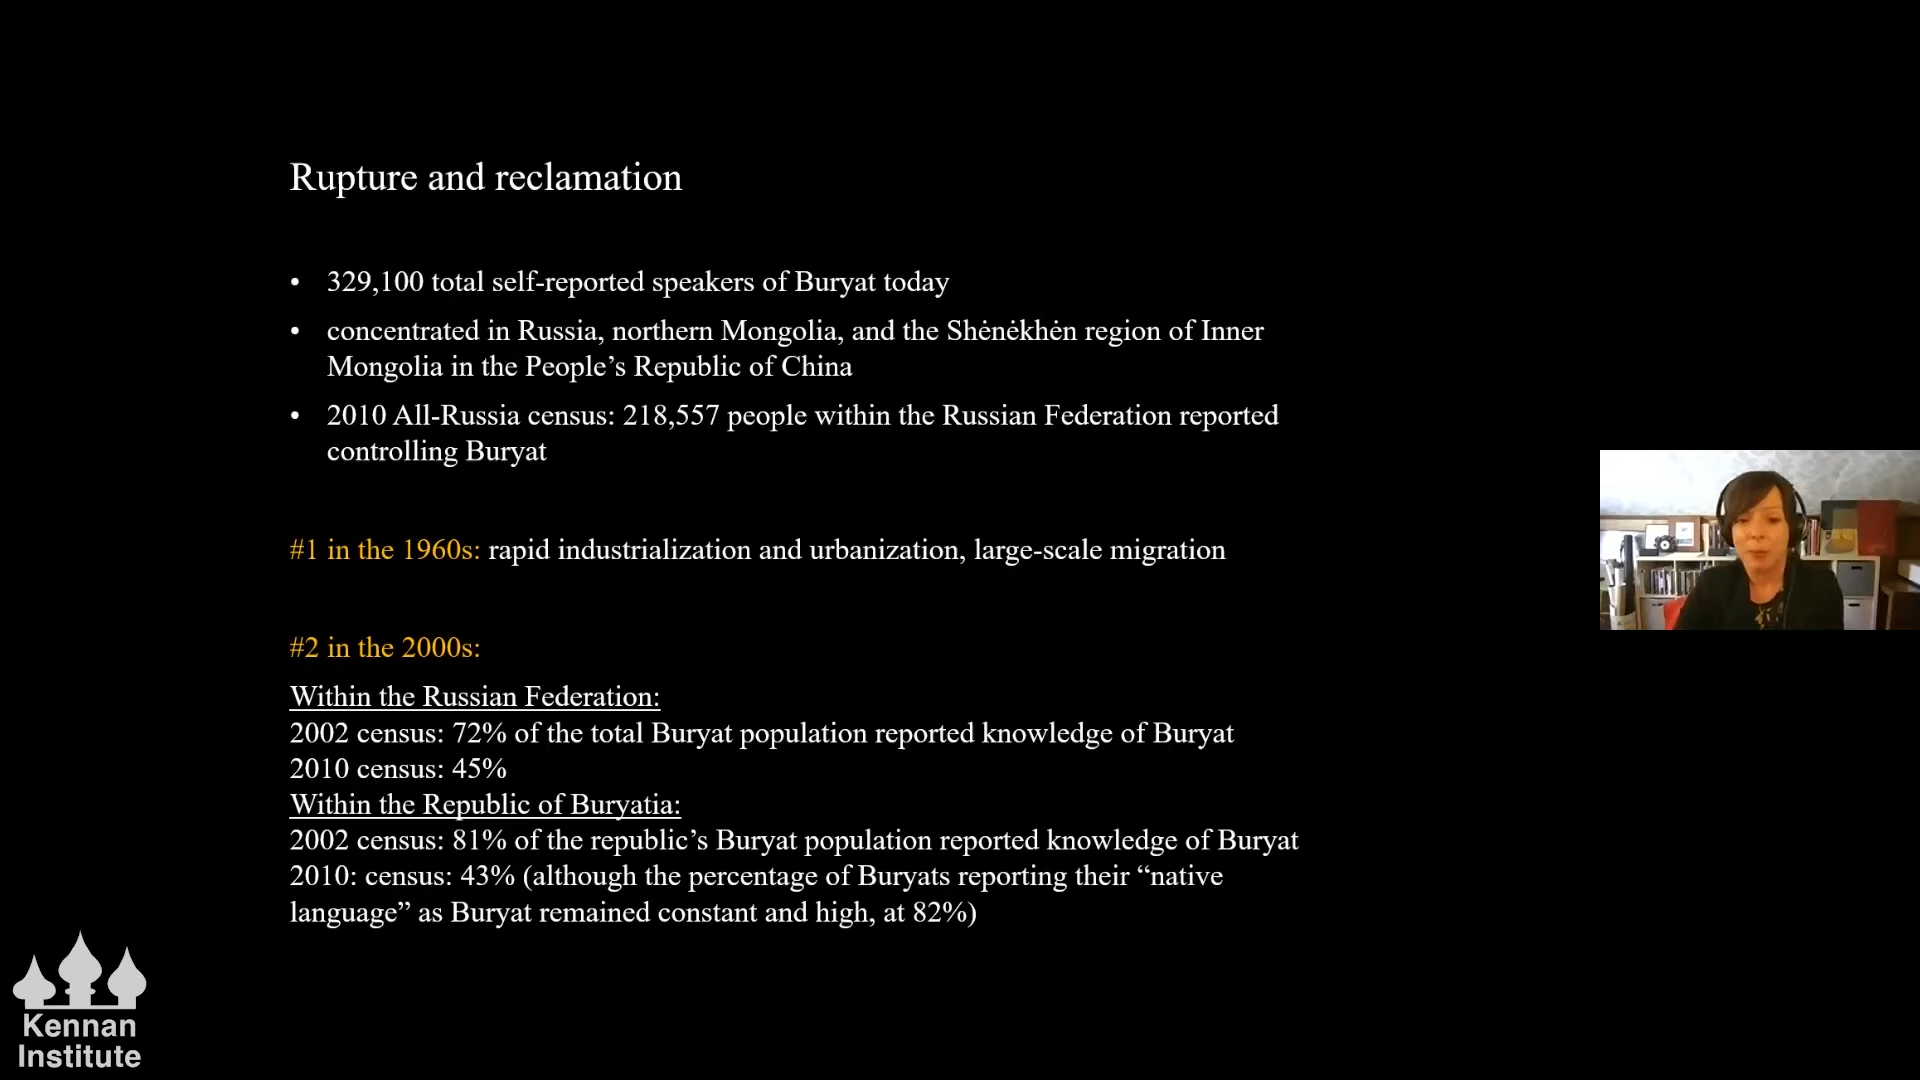 Rupture and reclamation
• 329,100 total self-reported speakers of Buryat today
• concentrated in Russia, northern Mongolia, and the Shėnėkhėn region of Inner
Mongolia in the People’s Republic of China
• 2010 All-Russia census: 218,557 people within the Russian Federation reported
controlling Buryat
#1 in the 1960s: rapid industrialization and urbanization, large-scale migration
#2 in the 2000s:
Within the Russian Federation:
2002 census: 72% of the total Buryat population reported knowledge of Buryat
2010 census: 45%
Within the Republic of Buryatia:
2002 census: 81% of the republic’s Buryat population reported knowledge of Buryat
2010: census: 43% (although the percentage of Buryats reporting their “native
language” as Buryat remained constant and high, at 82%)
Kennan
Institute